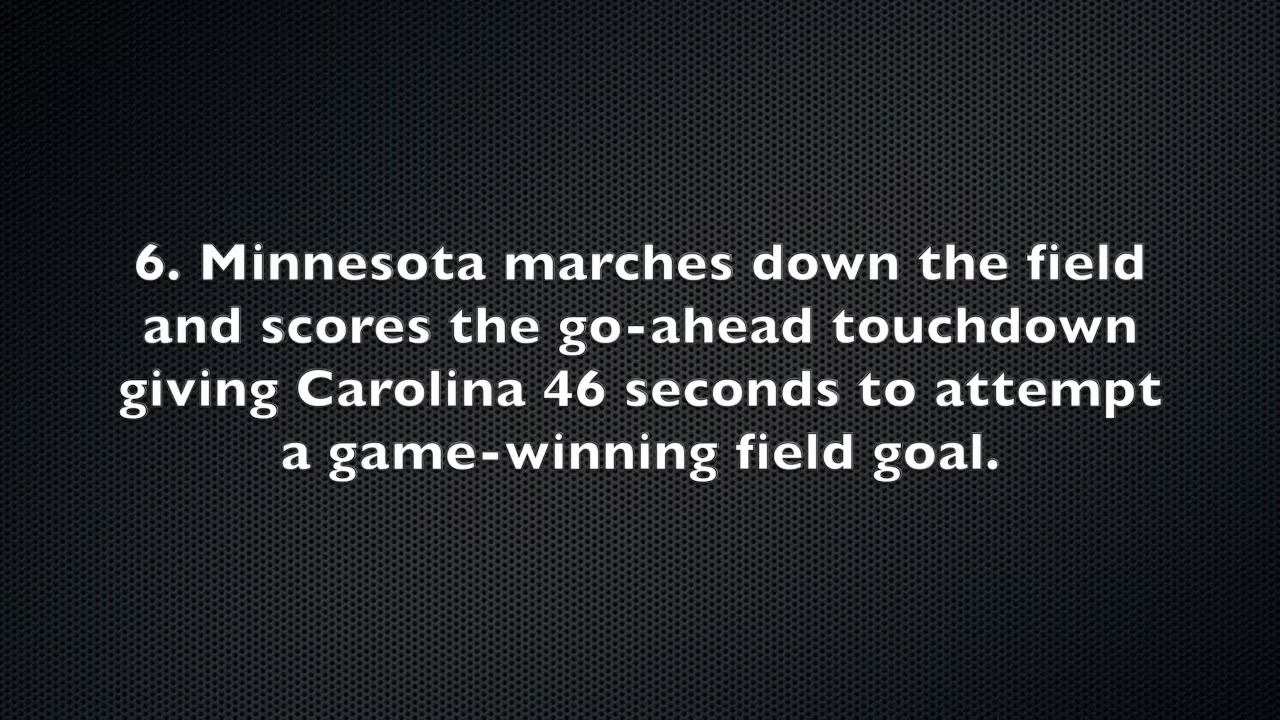 6. Minnesota marches down the field
and scores the go-ahead touchdown
giving Carolina 46 seconds to attempt
a game-winning field goal.